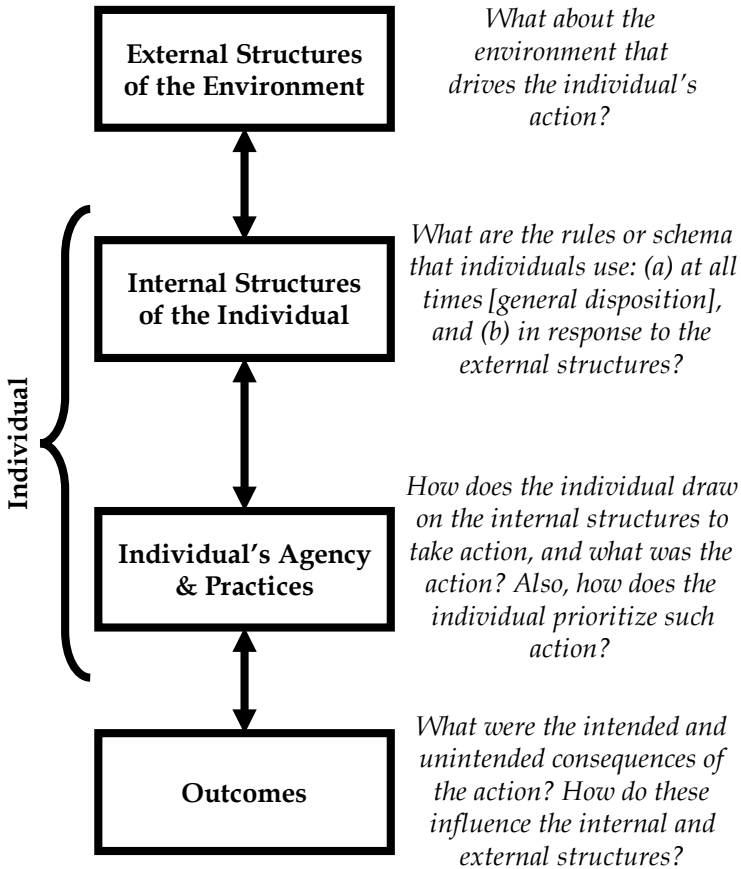 External Structures
of the Environment
What about the
environment that
drives the individual's
action?
Individual
Internal Structures
of the Individual
What are the rules or schema
that individuals use: (a) at all
times [general disposition],
and (b) in response to the
external structures?
Individual's Agency
& Practices
How does the individual draw
on the internal structures to
take action, and what was the
action? Also, how does the
individual prioritize such
action?
Outcomes
What were the intended and
unintended consequences of
the action? How do these
influence the internal and
external structures?